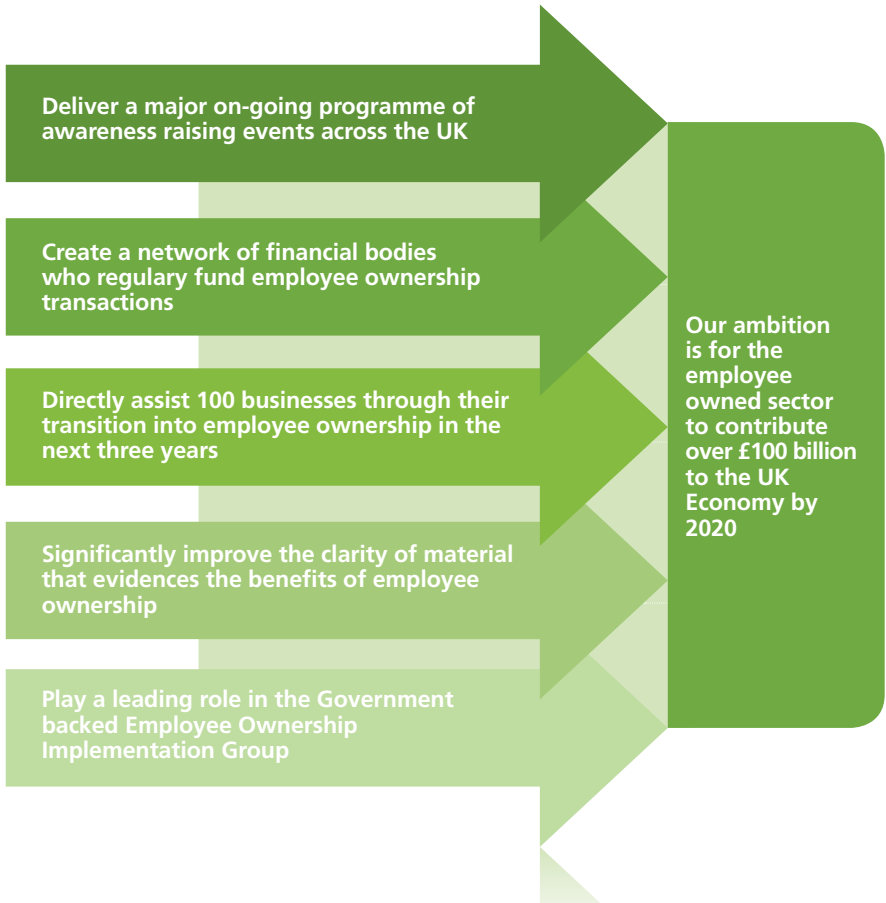 Deliver a major on-going programme of
awareness raising events across the UK
Create a network of financial bodies
who regulary fund employee ownership
transactions
Directly assist 100 businesses through their
transition into employee ownership in the
next three years
Significantly improve the clarity of material
that evidences the benefits of employee
ownership
Play a leading role in the Government
backed Employee Ownership
Implementation Group
Our ambition
is for the
employee
owned sector
to contribute
over £100 billion
to the UK
Economy by
2020